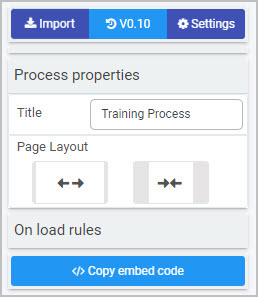 Import V0.10 Settings
Process properties
Title Training Process
Page Layout
On load rules
</> Copy embed code